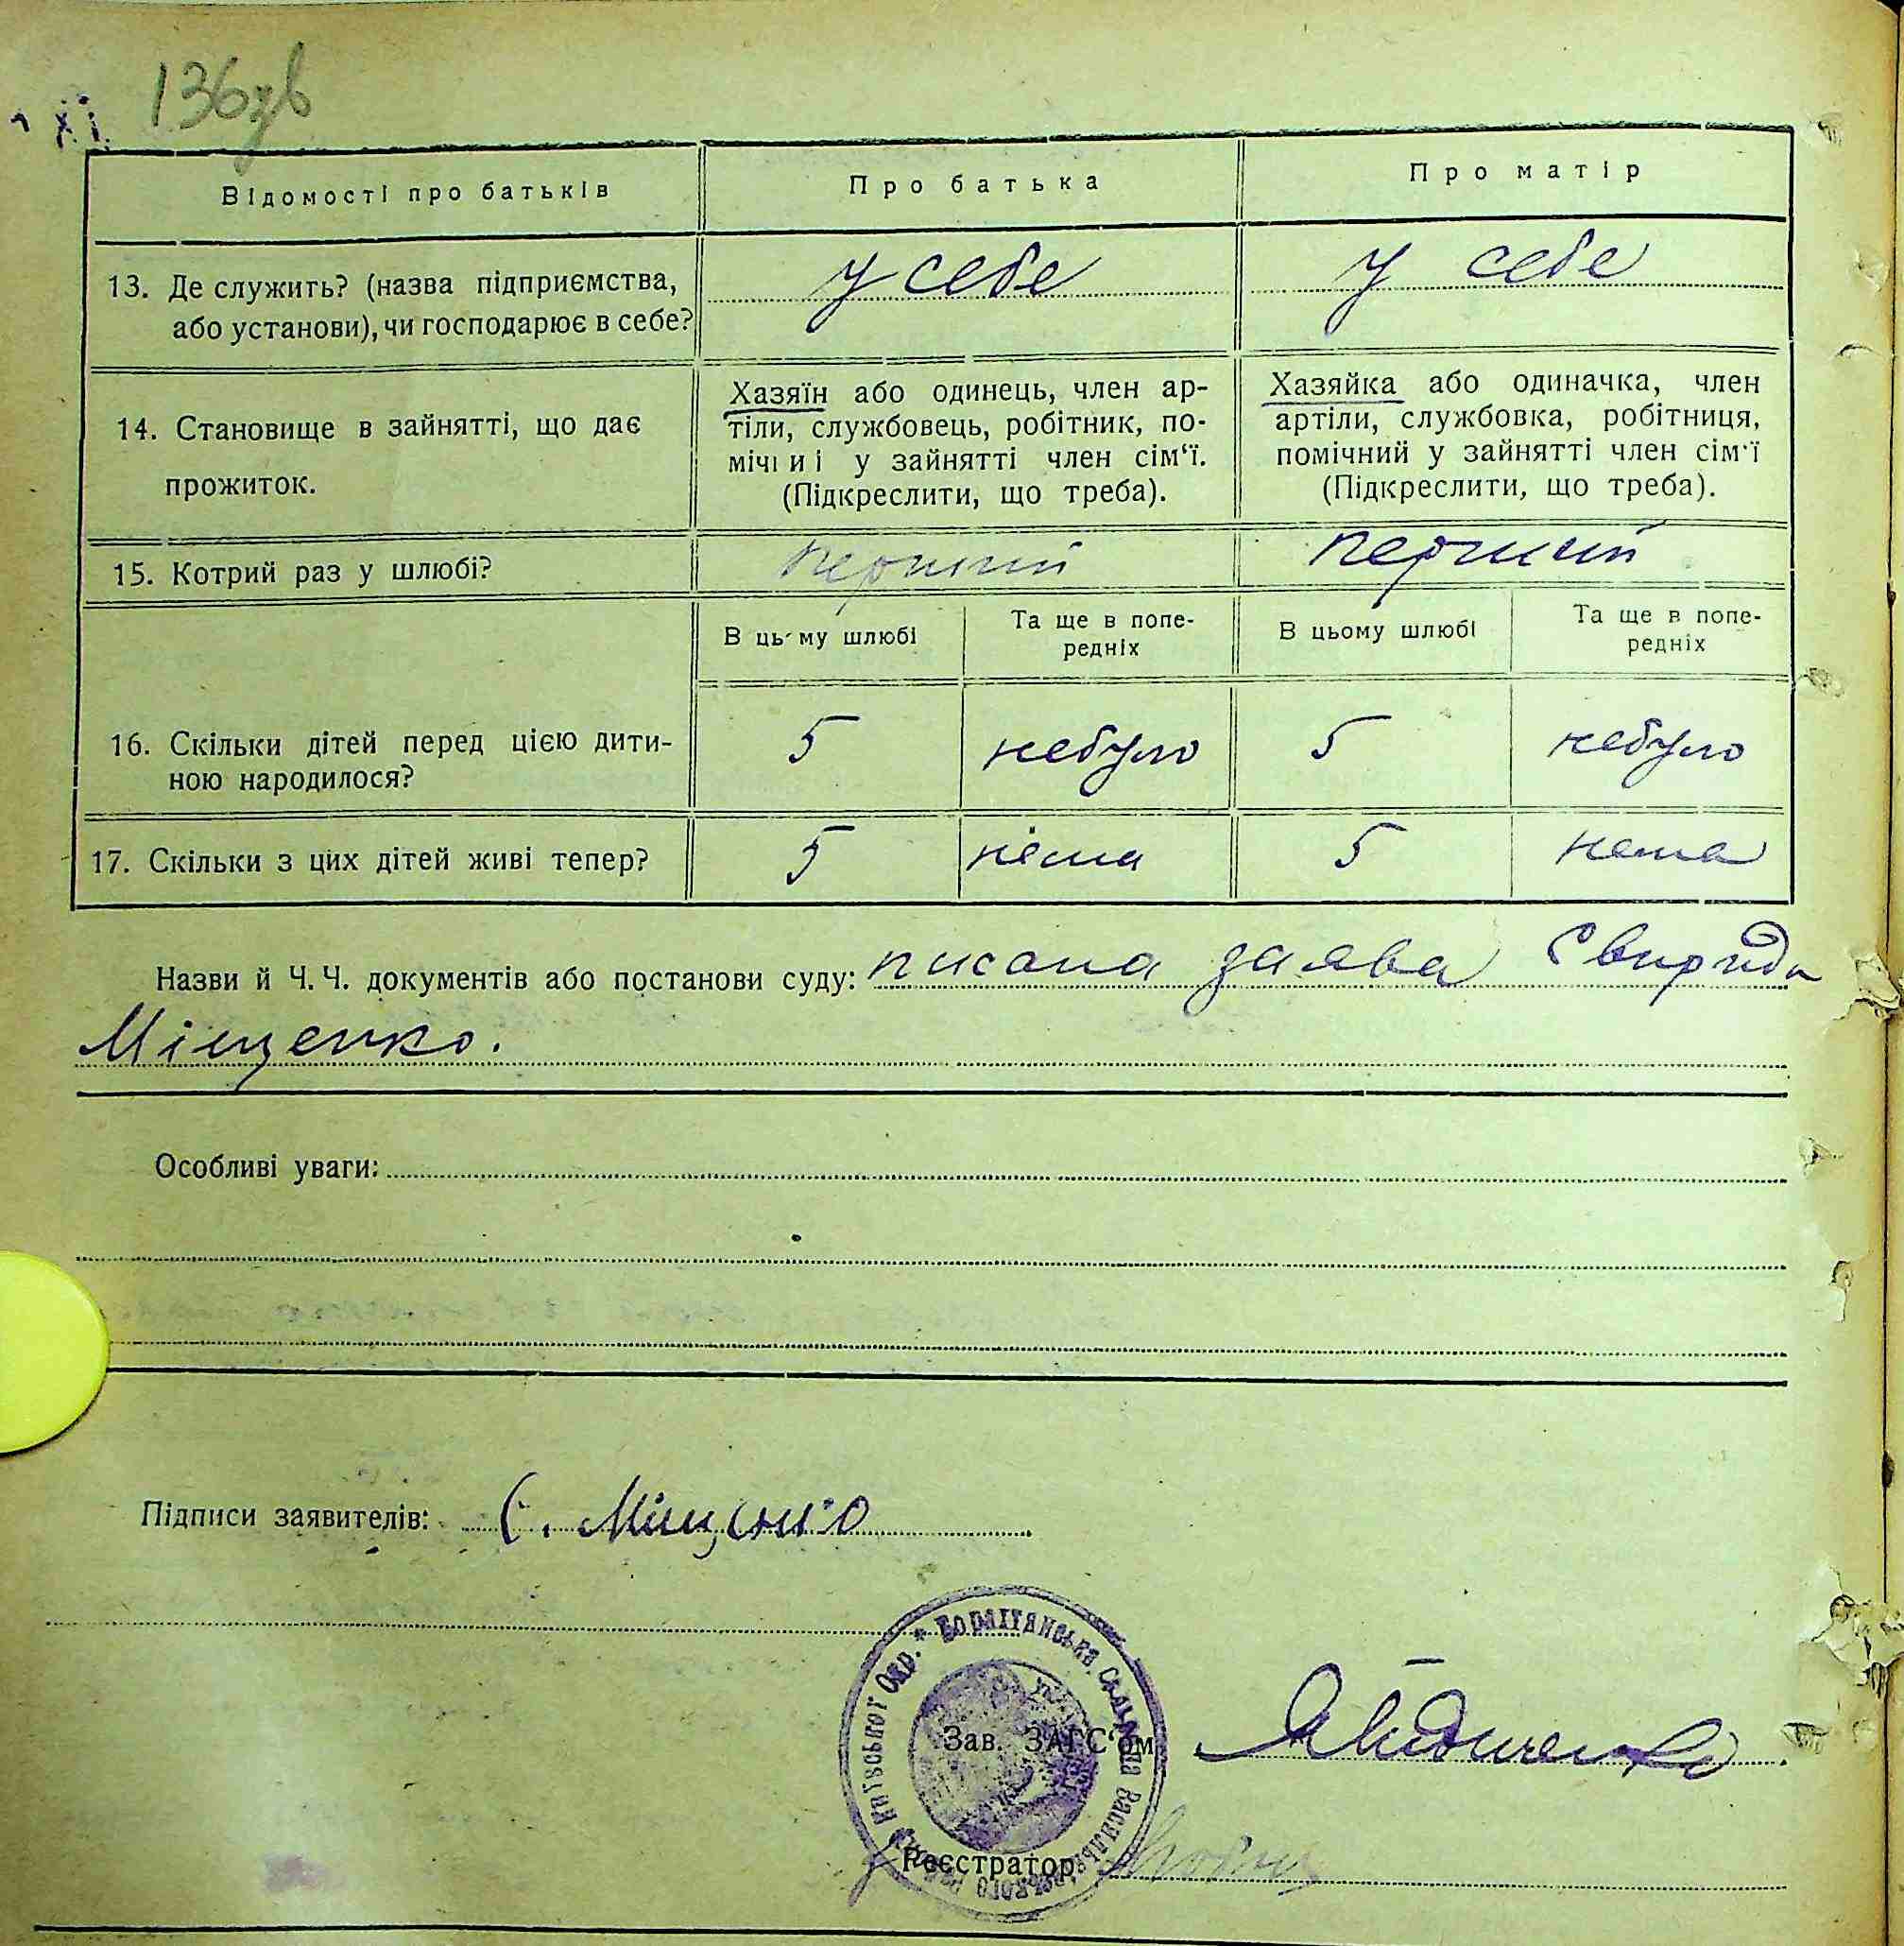 136зв
Відомості про батьків
Про батька
Про матір
13. Де служить? (назва підприємства,
або установи), чи господарює в себе?
у себе
у себе
14. Становище в зайнятті, що дає
прожиток.
Хазяїн або одинець, член ар-
тіли, службовець, робітник, по-
мічний у зайнятті член сім‘ї.
(Підкреслити, що треба).
Хазяйка або одиначка, член
артіли, службовка, робітниця,
помічний у зайнятті член сім'ї
(Підкреслити, що треба).
15. Котрий раз у шлюбі?
перший
перший
В цьому шлюбі
Та ще в попе-
редніх
В цьому шлюбі
Та ще в попе-
редніх
16. Скільки дітей перед цією дити-
ною народилося?
5
небуло
5
небуло
17. Скільки з цих дітей живі тепер?
5
нема
5
нема
Назви й Ч. Ч. документів або постанови суду: писана заява Свирида
Міщенко.
Особливі уваги:
Підписи заявителів: С. Міщенко
Київської Окр. * Сільрада Васильківського району
Зав. ЗАГС‘ом
Реєстратор